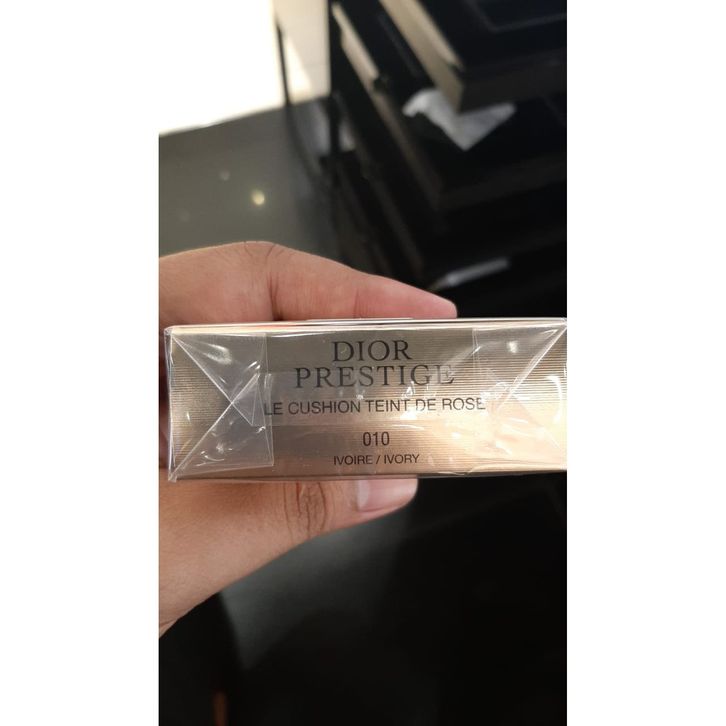 DIOR
PRESTIGE
LE CUSHION TEINT DE ROSE
010
IVOIRE / IVORY